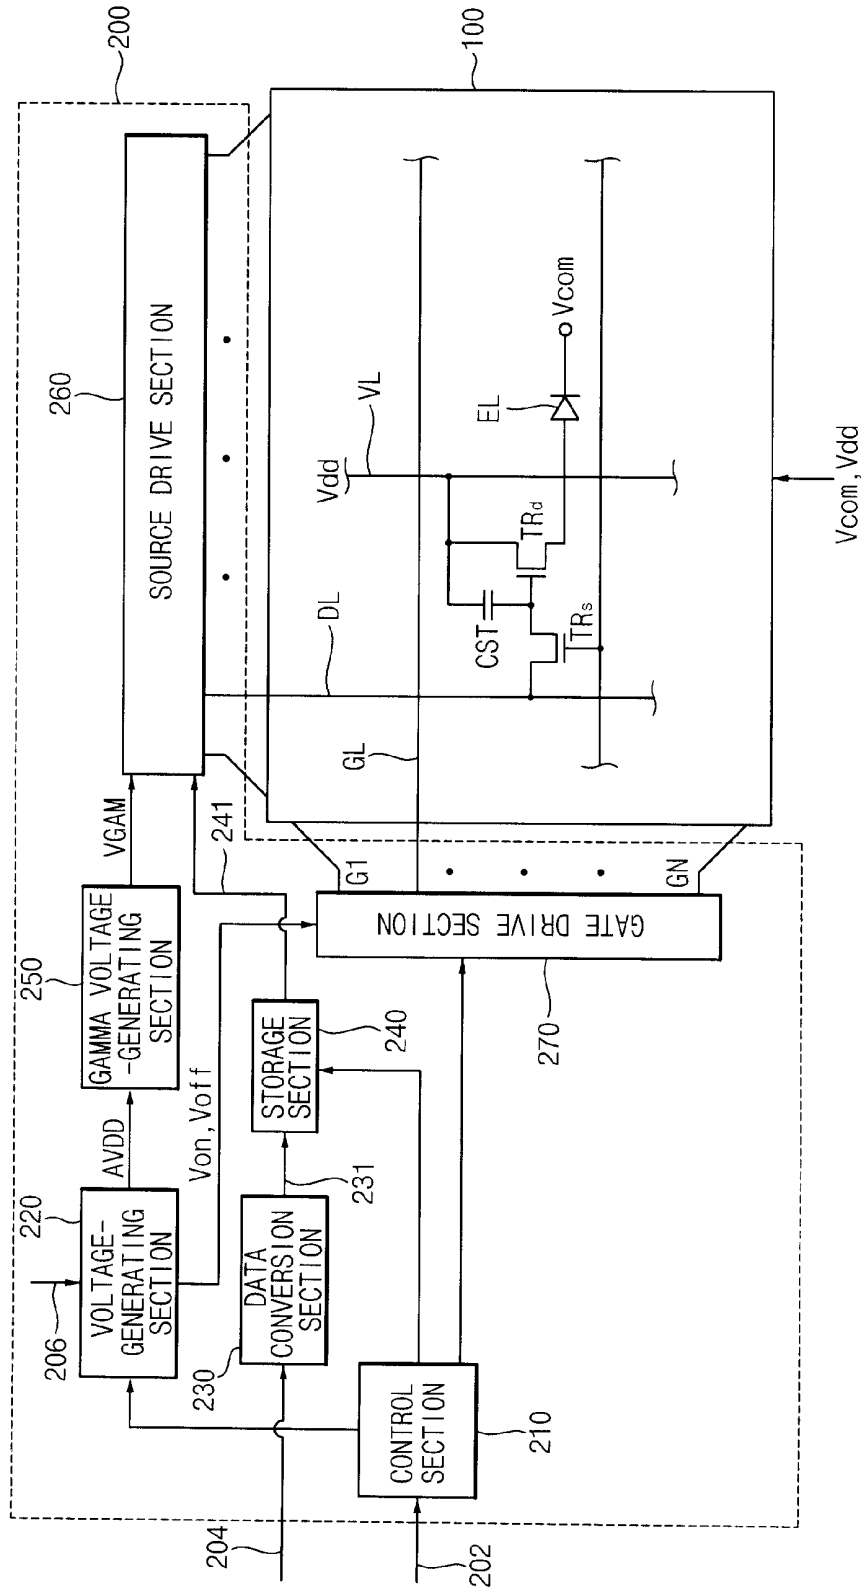 200
100
260
SOURCE DRIVE SECTION
VGAM
241
250
GAMMA VOLTAGE
-GENERATING
SECTION
AVDD
Von,Voff
220
VOLTAGE-
GENERATING
SECTION
206
STORAGE
SECTION
240
231
DATA
CONVERSION
SECTION
230
204
CONTROL
SECTION
210
202
GATE DRIVE SECTION
270
G1
GN
GL
DL
Vdd
VL
CST
TRd
TRs
EL
Vcom
Vcom,Vdd